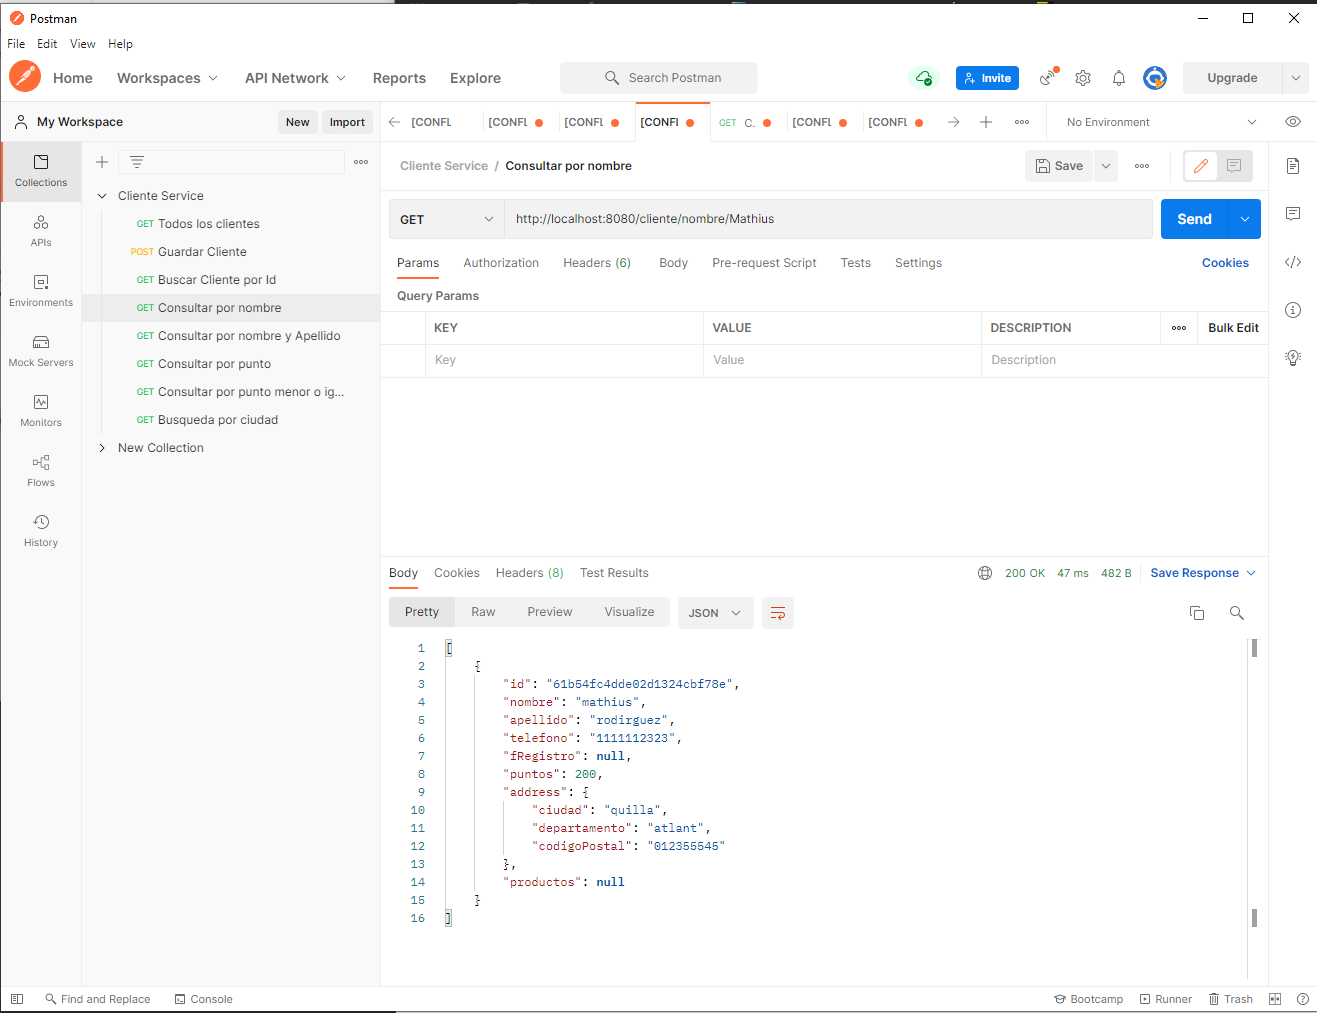 Postman
File Edit View Help
Home Workspaces API Network Reports Explore Search Postman Invite Upgrade
My Workspace New Import [CONFL [CONFL [CONFL [CONFL GET C. [CONFL [CONFL No Environment
Collections
APIs
Environments
Mock Servers
Monitors
Flows
History
Cliente Service
GET Todos los clientes
POST Guardar Cliente
GET Buscar Cliente por Id
GET Consultar por nombre
GET Consultar por nombre y Apellido
GET Consultar por punto
GET Consultar por punto menor o ig...
GET Busqueda por ciudad
New Collection
Cliente Service / Consultar por nombre Save
GET http://localhost:8080/cliente/nombre/Mathius Send
Params Authorization Headers (6) Body Pre-request Script Tests Settings Cookies
Query Params
KEY VALUE DESCRIPTION Bulk Edit
Key Value Description
Body Cookies Headers (8) Test Results 200 OK 47 ms 482 B Save Response
Pretty Raw Preview Visualize JSON
1 [
2 {
3 "id": "61b54fc4dde02d1324cbf78e",
4 "nombre": "mathius",
5 "apellido": "rodirguez",
6 "telefono": "1111112323",
7 "fRegistro": null,
8 "puntos": 200,
9 "address": {
10 "ciudad": "quilla",
11 "departamento": "atlant",
12 "codigoPostal": "012355545"
13 },
14 "productos": null
15 }
16 ]
Find and Replace Console Bootcamp Runner Trash